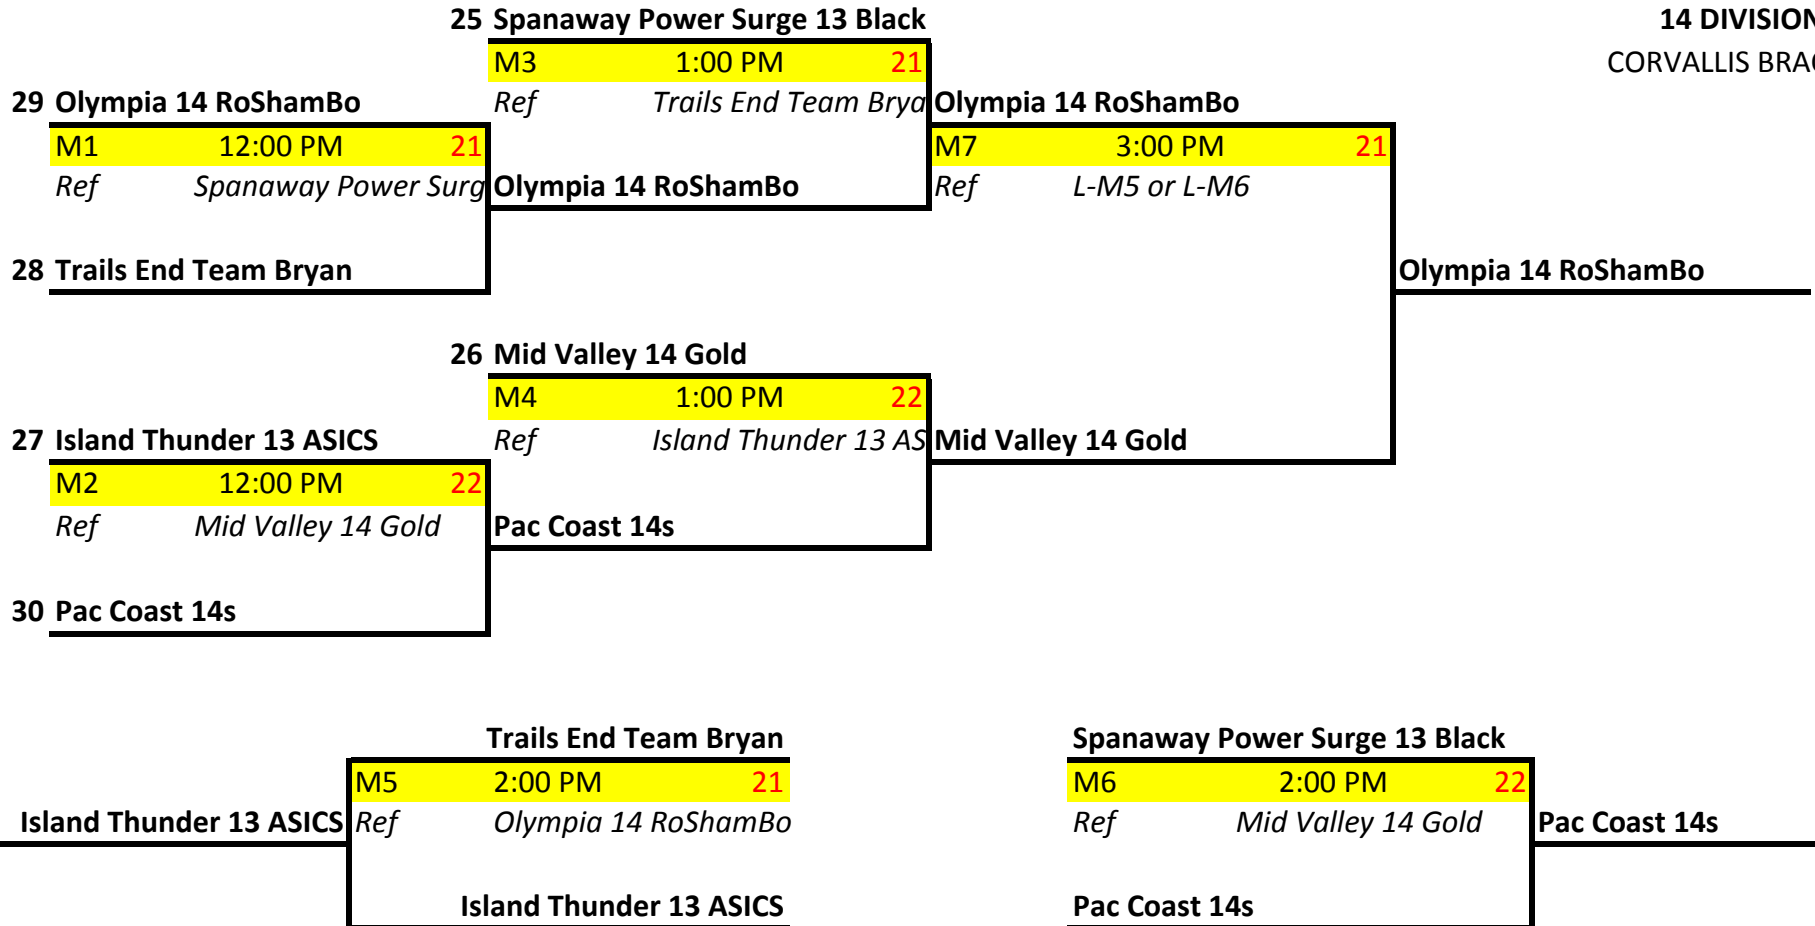 25 Spanaway Power Surge 13 Black 14 DIVISION
M3 1:00 PM 21 CORVALLIS BRAC
29 Olympia 14 RoShamBo Ref Trails End Team Brya Olympia 14 RoShamBo
M1 12:00 PM 21 M7 3:00 PM 21
Ref Spanaway Power Surg Olympia 14 RoShamBo Ref L-M5 or L-M6
28 Trails End Team Bryan Olympia 14 RoShamBo
26 Mid Valley 14 Gold
M4 1:00 PM 22
27 Island Thunder 13 ASICS Ref Island Thunder 13 AS Mid Valley 14 Gold
M2 12:00 PM 22
Ref Mid Valley 14 Gold Pac Coast 14s
30 Pac Coast 14s
Trails End Team Bryan Spanaway Power Surge 13 Black
M5 2:00 PM 21 M6 2:00 PM 22
Island Thunder 13 ASICS Ref Olympia 14 RoShamBo Ref Mid Valley 14 Gold Pac Coast 14s
Island Thunder 13 ASICS Pac Coast 14s